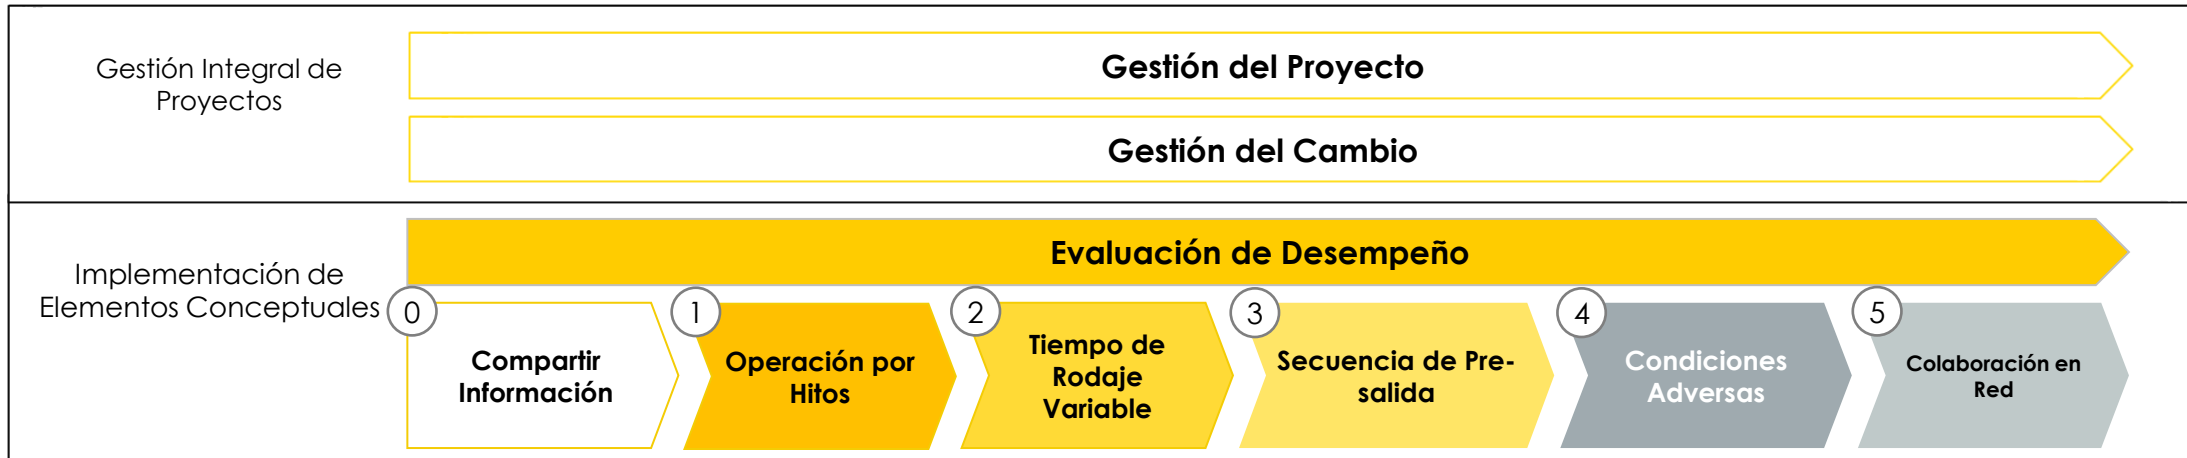 Gestión Integral de
Proyectos
Gestión del Proyecto
Gestión del Cambio
Implementación de
Elementos Conceptuales
Evaluación de Desempeño
0
Compartir
Información
1
Operación por
Hitos
2
Tiempo de
Rodaje
Variable
3
Secuencia de Pre-
salida
4
Condiciones
Adversas
5
Colaboración en
Red